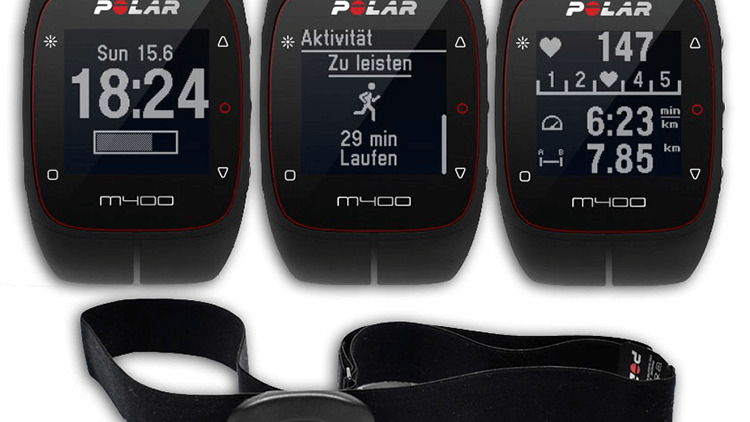 POLAR
Sun 15.6
18:24
M400
POLAR
Aktivität
Zu leisten
29 min
Laufen
M400
POLAR
147
1 2 4 5
6:23 min km
A B
7.85 km
M400
POLAR